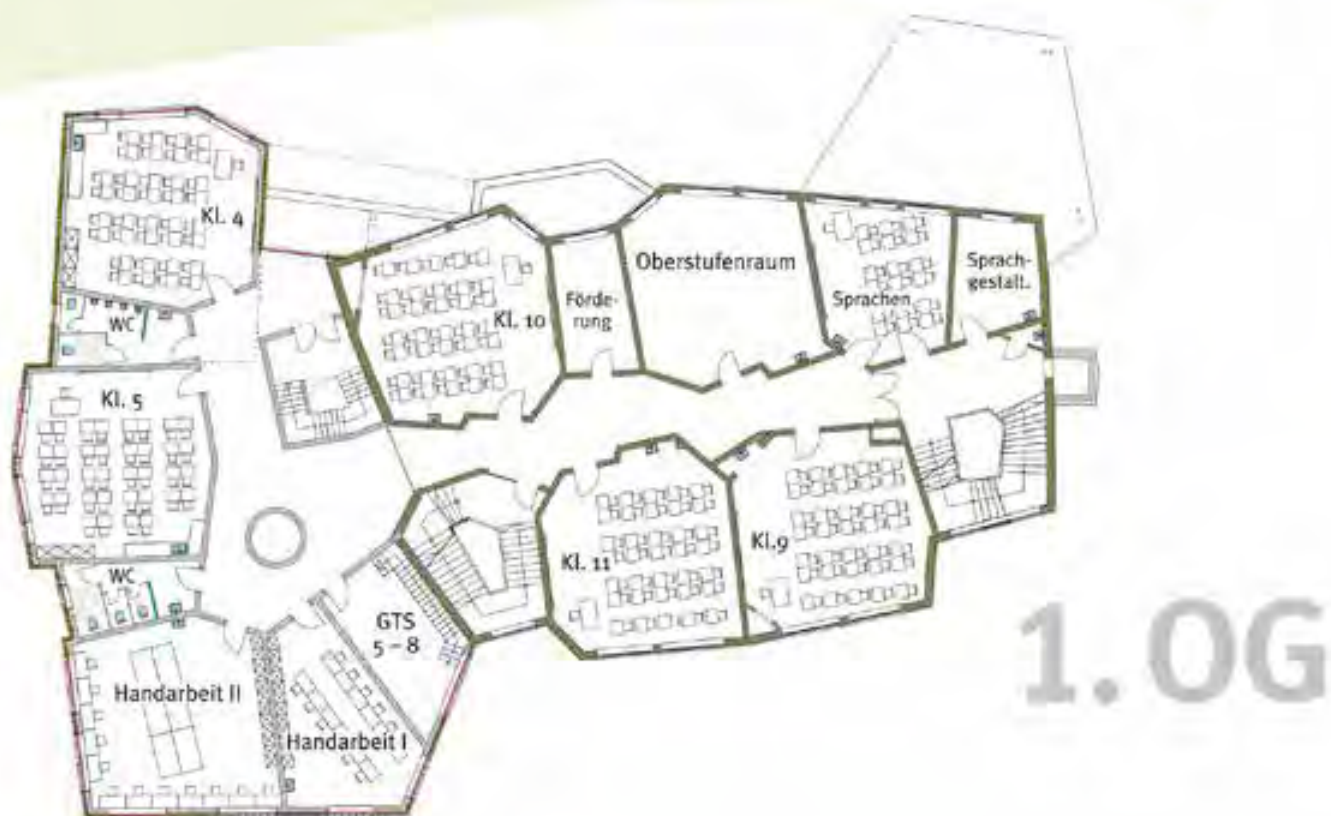 Kl. 4
WC
Kl. 5
WC
Handarbeit II
Handarbeit I
GTS
5 – 8
Kl. 10
Förde-
rung
Oberstufenraum
Sprachen
Sprach-
gestalt.
Kl. 11
Kl.9
1. OG